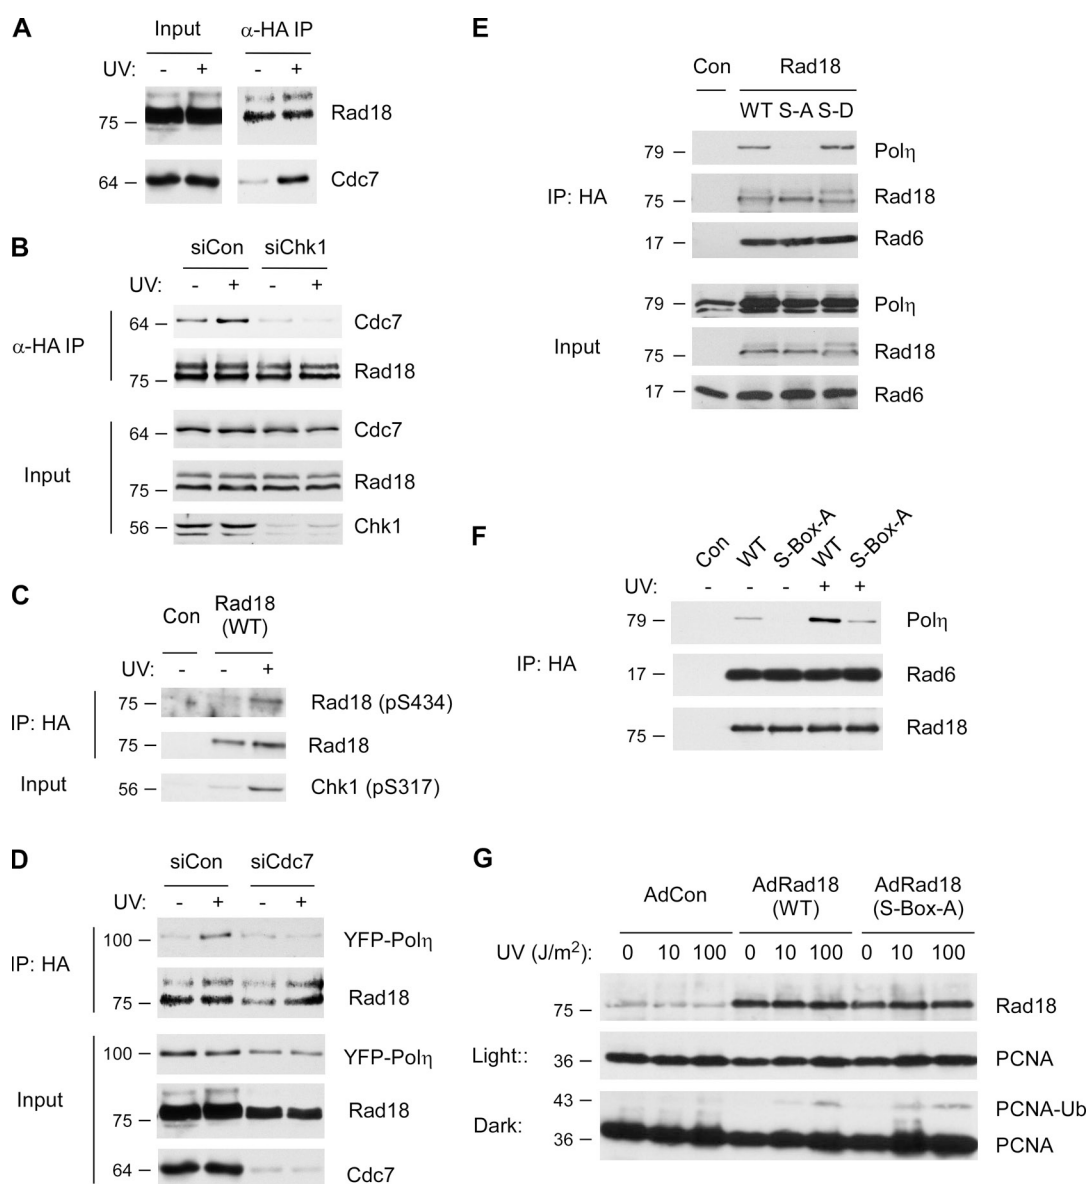 A
Input α-HA IP
UV: - + - +
75 – Rad18
64 – Cdc7
B
siCon siChk1
UV: - + - +
α-HA IP
64 – Cdc7
75 – Rad18
Input
64 – Cdc7
75 – Rad18
56 – Chk1
C
Con Rad18
(WT)
UV: - - +
IP: HA
75 – Rad18 (pS434)
75 – Rad18
Input 56 – Chk1 (pS317)
D
siCon siCdc7
UV: - + - +
IP: HA
100 – YFP-Polη
75 – Rad18
Input
100 – YFP-Polη
75 – Rad18
64 – Cdc7
E
Con Rad18
WT S-A S-D
IP: HA
79 – Polη
75 – Rad18
17 – Rad6
Input
79 – Polη
75 – Rad18
17 – Rad6
F
Con WT S-Box-A WT S-Box-A
UV: - - - + +
IP: HA
79 – Polη
17 – Rad6
75 – Rad18
G
AdCon AdRad18
(WT) AdRad18
(S-Box-A)
UV (J/m²): 0 10 100 0 10 100 0 10 100
75 – Rad18
Light:: 36 – PCNA
Dark:
43 – PCNA-Ub
36 – PCNA